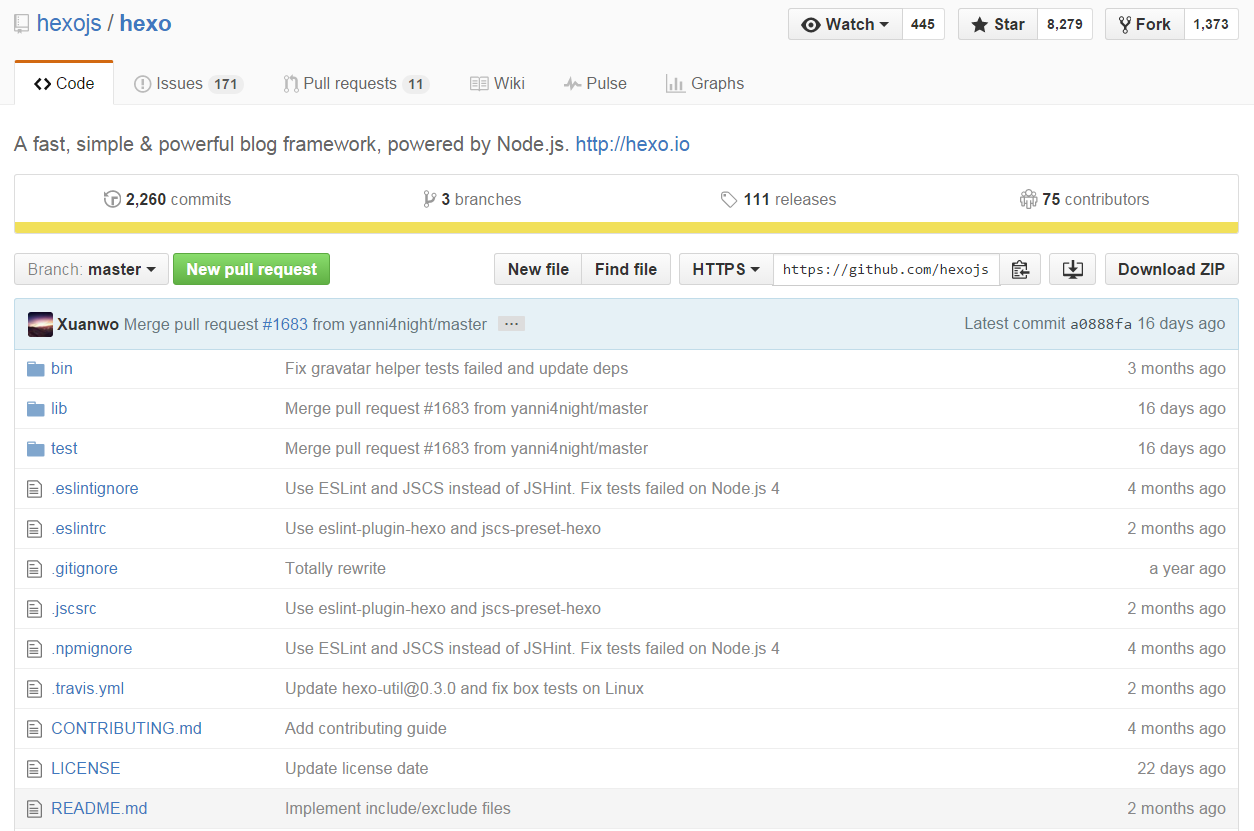 hexojs / hexo Watch 445 Star 8,279 Fork 1,373
Code Issues 171 Pull requests 11 Wiki Pulse Graphs
A fast, simple & powerful blog framework, powered by Node.js. http://hexo.io
2,260 commits 3 branches 111 releases 75 contributors
Branch: master New pull request New file Find file HTTPS https://github.com/hexojs Download ZIP
Xuanwo Merge pull request #1683 from yanni4night/master ... Latest commit a0888fa 16 days ago
bin Fix gravatar helper tests failed and update deps 3 months ago
lib Merge pull request #1683 from yanni4night/master 16 days ago
test Merge pull request #1683 from yanni4night/master 16 days ago
.eslintignore Use ESLint and JSCS instead of JSHint. Fix tests failed on Node.js 4 4 months ago
.eslintrc Use eslint-plugin-hexo and jscs-preset-hexo 2 months ago
.gitignore Totally rewrite a year ago
.jscsrc Use eslint-plugin-hexo and jscs-preset-hexo 2 months ago
.npmignore Use ESLint and JSCS instead of JSHint. Fix tests failed on Node.js 4 4 months ago
.travis.yml Update hexo-util@0.3.0 and fix box tests on Linux 2 months ago
CONTRIBUTING.md Add contributing guide 4 months ago
LICENSE Update license date 22 days ago
README.md Implement include/exclude files 2 months ago